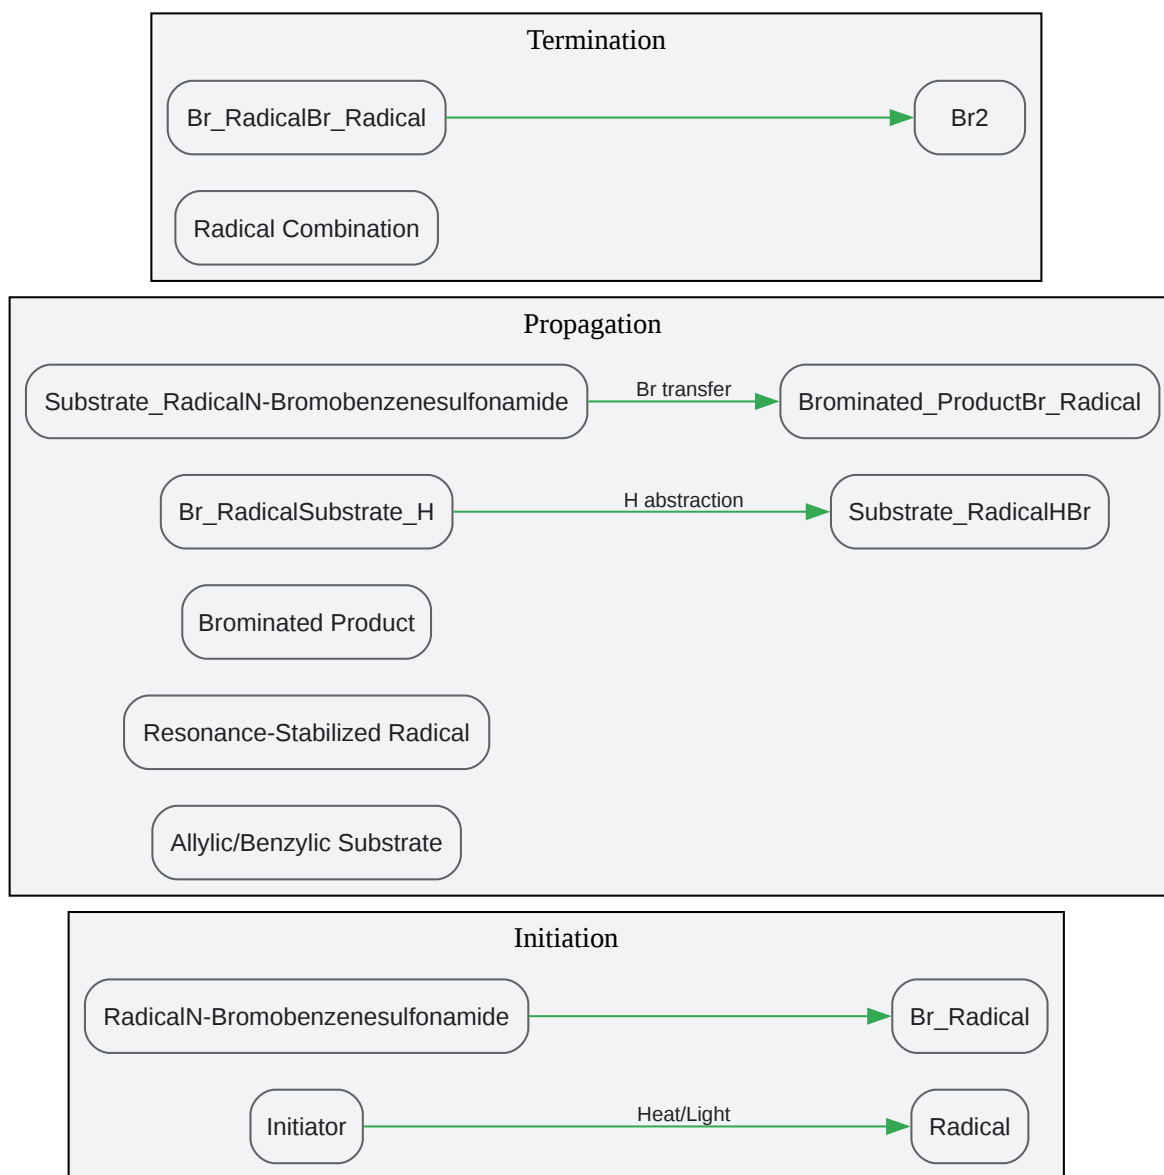 Termination
Br_RadicalBr_Radical
Br2
Radical Combination
Propagation
Substrate_RadicalN-Bromobenzenesulfonamide
Br transfer
Brominated_ProductBr_Radical
Br_RadicalSubstrate_H
H abstraction
Substrate_RadicalHBr
Brominated Product
Resonance-Stabilized Radical
Allylic/Benzylic Substrate
Initiation
RadicalN-Bromobenzenesulfonamide
Br_Radical
Initiator
Heat/Light
Radical